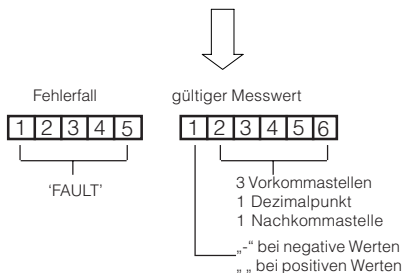 Fehlerfall
gültiger Messwert
1 2 3 4 5
1 2 3 4 5 6
'FAULT'
3 Vorkommastellen
1 Dezimalpunkt
1 Nachkommastelle
„-“ bei negative Werten
„ „ bei positiven Werten